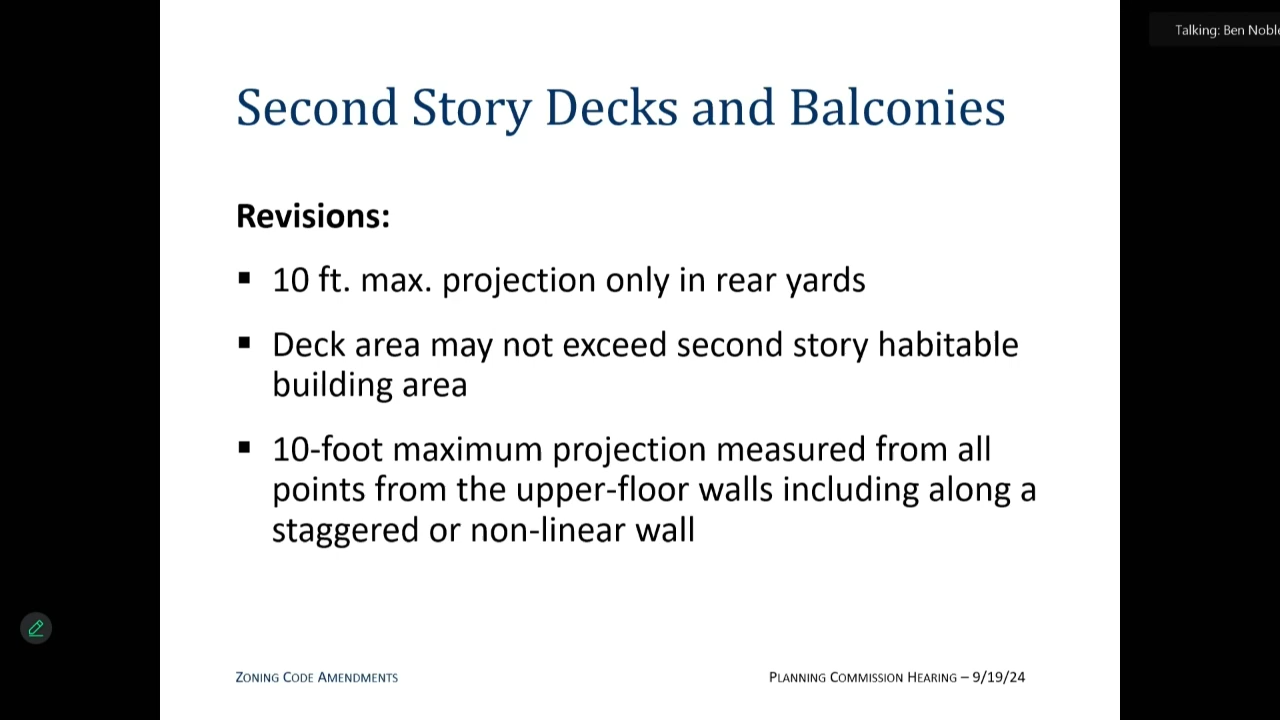 Talking: Ben Noble
Second Story Decks and Balconies
Revisions:
▪ 10 ft. max. projection only in rear yards
▪ Deck area may not exceed second story habitable
building area
▪ 10-foot maximum projection measured from all
points from the upper-floor walls including along a
staggered or non-linear wall
ZONING CODE AMENDMENTS
PLANNING COMMISSION HEARING – 9/19/24